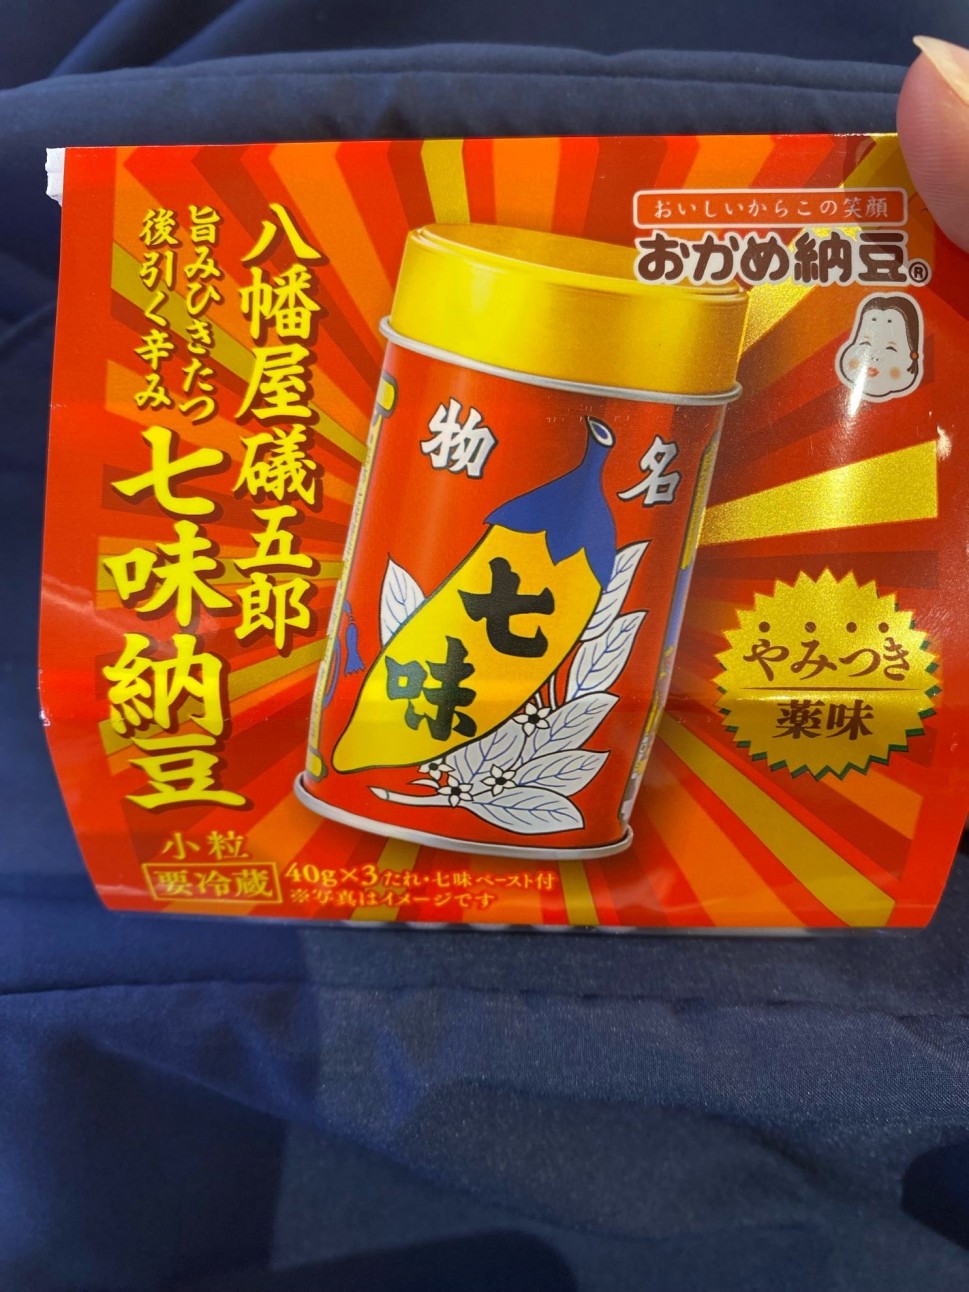 おいしいからこの笑顔
おかめ納豆®
八幡屋礒五郎
旨みひきたつ
後引く辛み
七味納豆
名物
七味
やみつき
薬味
小粒
要冷蔵
40g×3/たれ・七味ペースト付
※写真はイメージです